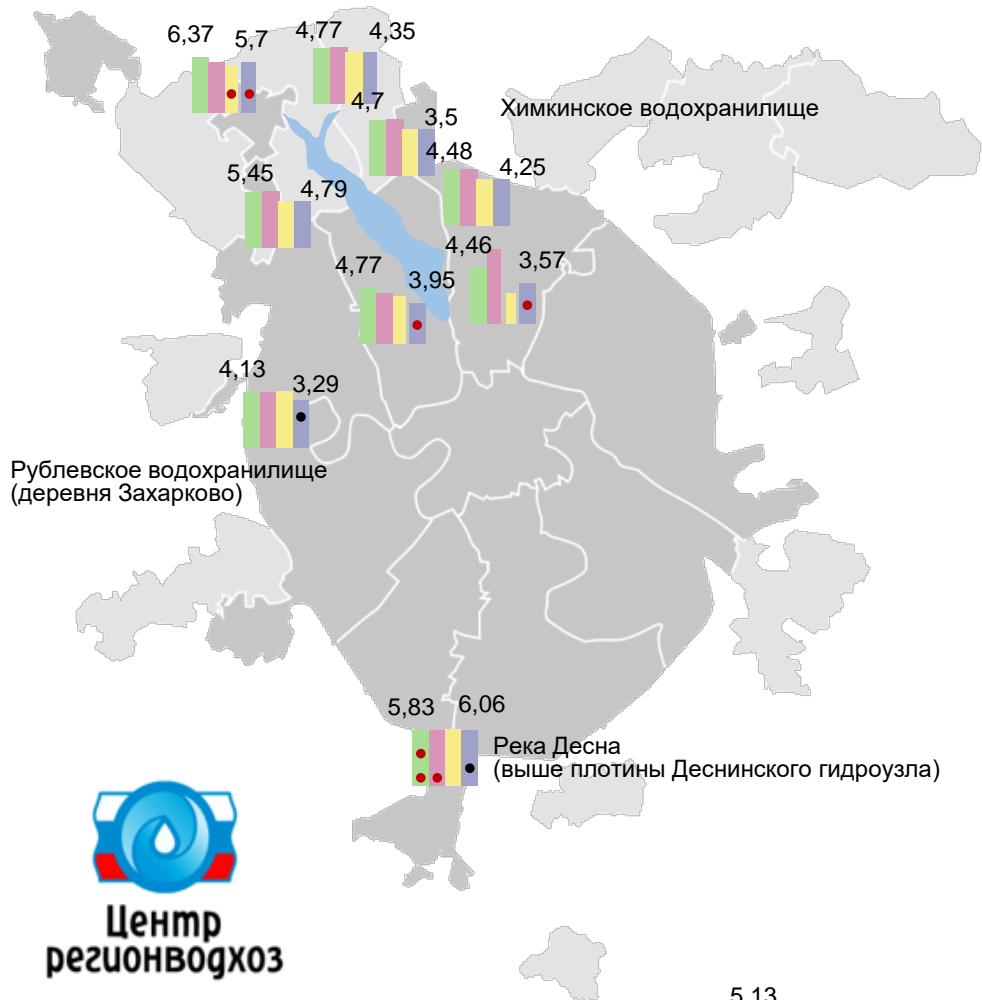 6,37
5,7
4,77
4,35
4,7
3,5
Химкинское водохранилище
4,48
4,25
5,45
4,79
4,46
3,57
4,77
3,95
4,13
3,29
Рублевское водохранилище
(деревня Захарково)
5,83
6,06
Река Десна
(выше плотины Деснинского гидроузла)
Центр
регионводхоз
5,13